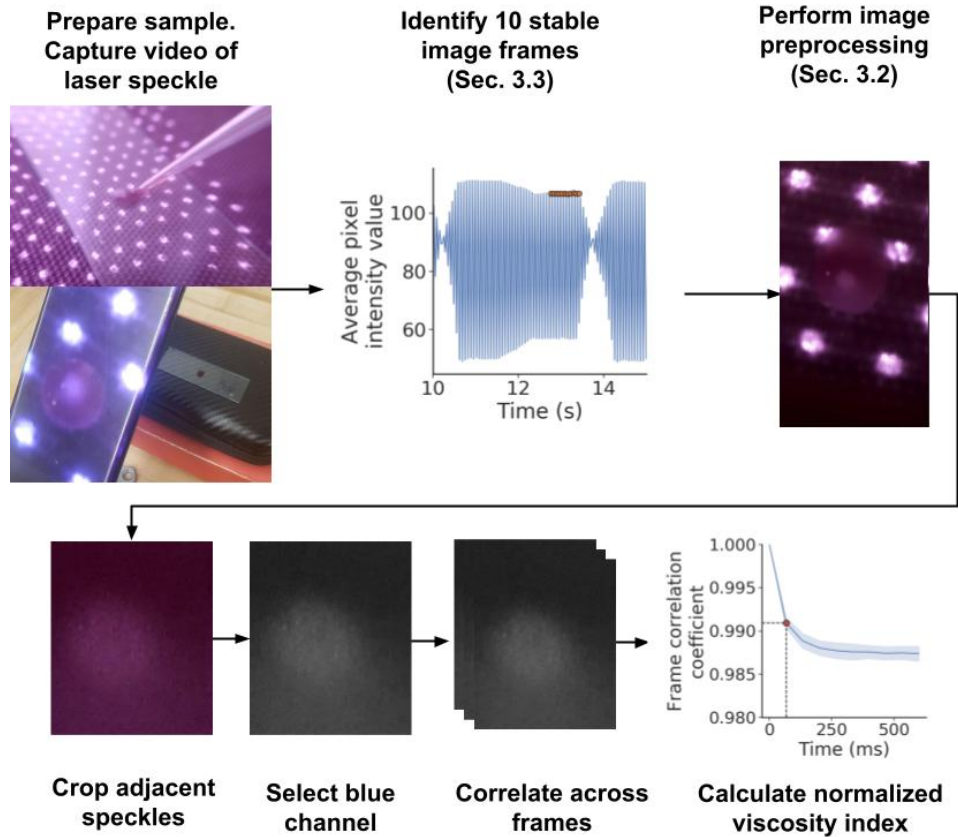 Prepare sample.
Capture video of
laser speckle
Identify 10 stable
image frames
(Sec. 3.3)
Perform image
preprocessing
(Sec. 3.2)
Average pixel
intensity value
100
80
60
10
12
14
Time (s)
Frame correlation
coefficient
1.000
0.995
0.990
0.985
0.980
0
250
500
Time (ms)
Crop adjacent
speckles
Select blue
channel
Correlate across
frames
Calculate normalized
viscosity index